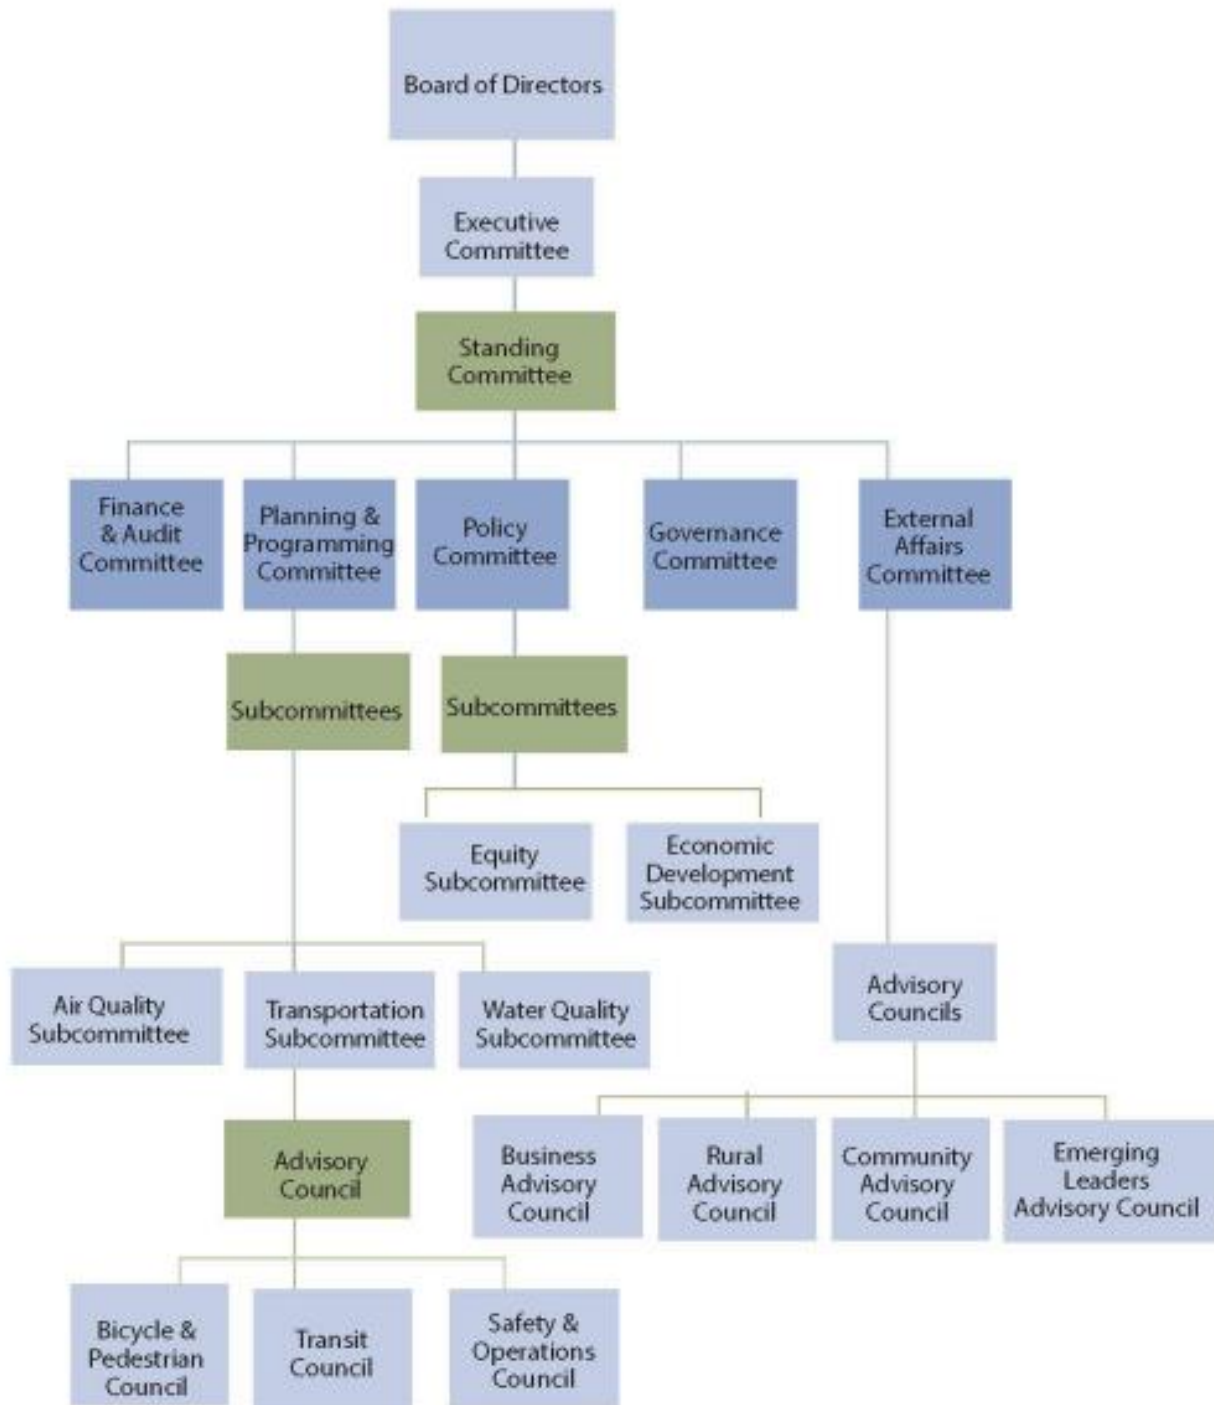 Board of Directors
Executive
Committee
Standing
Committee
Finance
& Audit
Committee
Planning &
Programming
Committee
Policy
Committee
Governance
Committee
External
Affairs
Committee
Subcommittees
Subcommittees
Equity
Subcommittee
Economic
Development
Subcommittee
Air Quality
Subcommittee
Transportation
Subcommittee
Water Quality
Subcommittee
Advisory
Councils
Advisory
Council
Business
Advisory
Council
Rural
Advisory
Council
Community
Advisory
Council
Emerging
Leaders
Advisory Council
Bicycle &
Pedestrian
Council
Transit
Council
Safety &
Operations
Council